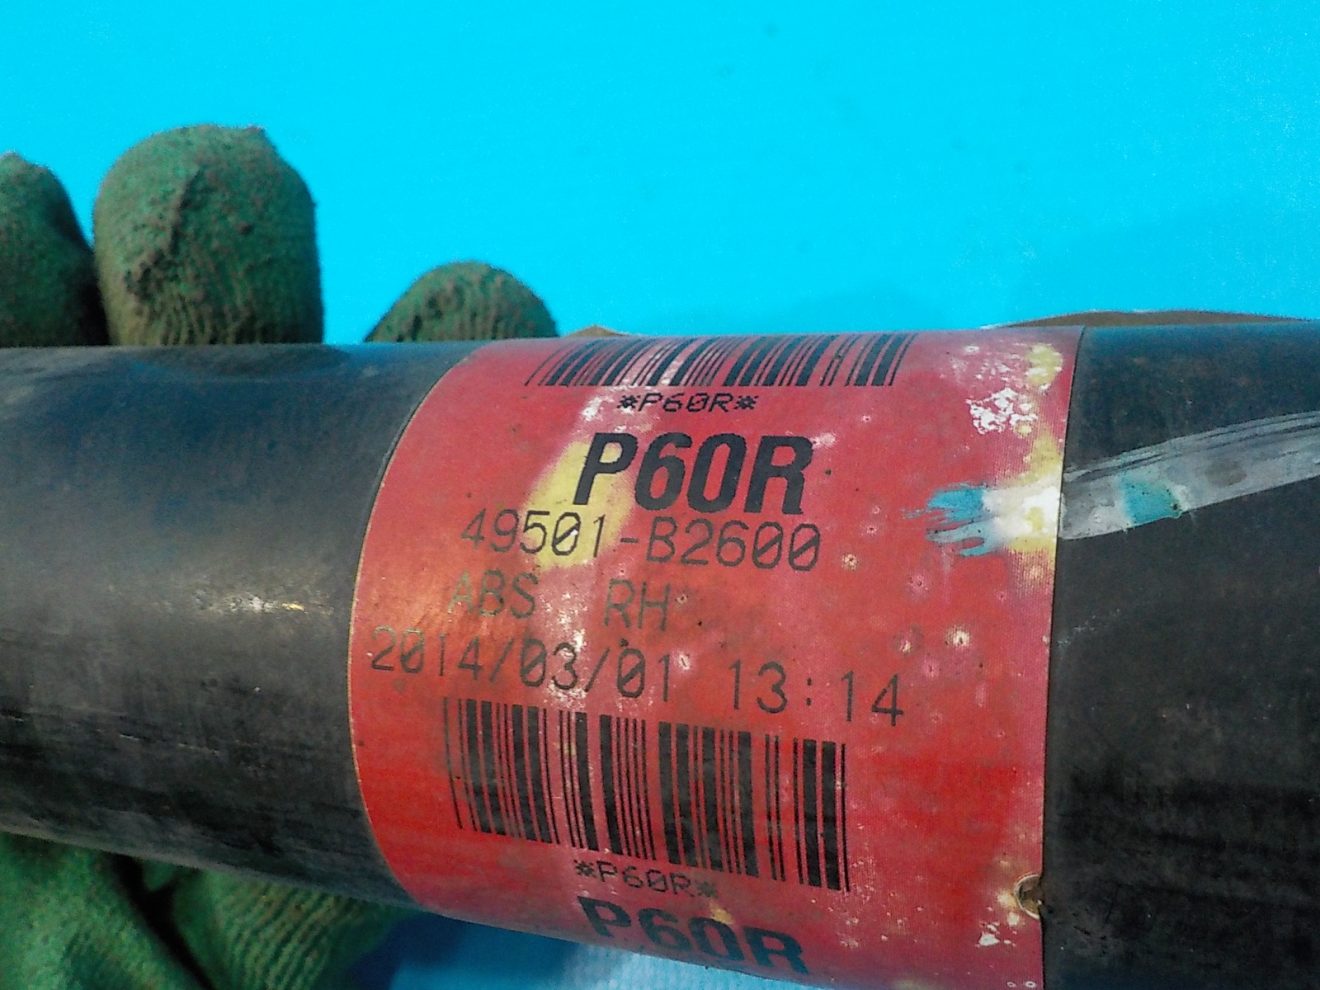 *P60R*
P60R
49501-B2600
ABS RH
2014/03/01 13:14
*P60R*
P60R